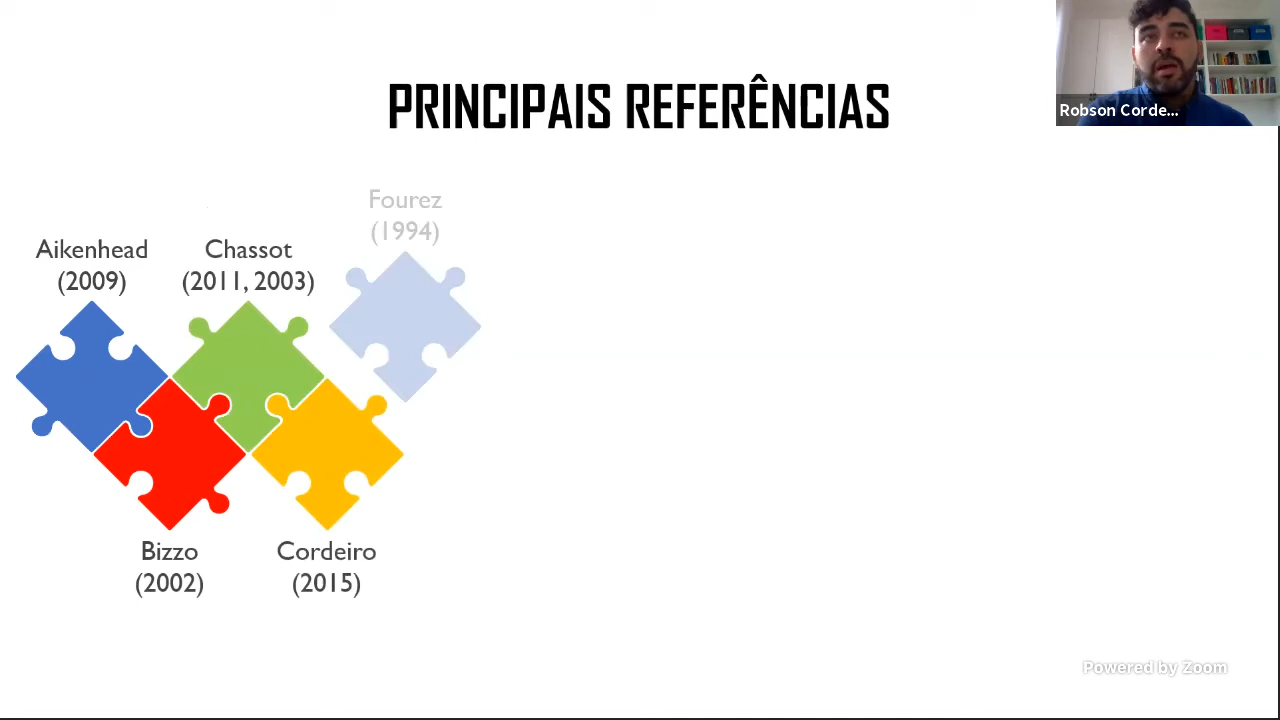 PRINCIPAIS REFERÊNCIAS
Robson Corde...
Fourez
(1994)
Aikenhead
(2009)
Chassot
(2011, 2003)
Bizzo
(2002)
Cordeiro
(2015)
Powered by Zoom